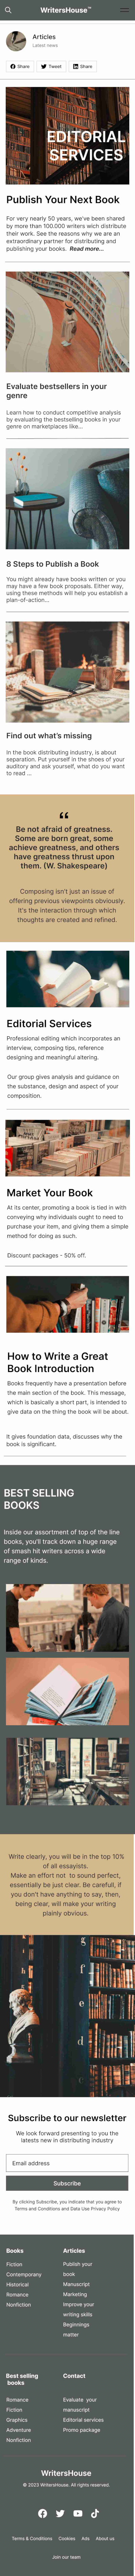 WritersHouse™
Articles
Latest news
Share
Tweet
Share
EDITORIAL
SERVICES
Publish Your Next Book
For very nearly 50 years, we've been shared
by more than 100.000 writers wich distribute
their work. See the reasons why we are an
extraordinary partner for distributing and
publishing your books. Read more...
Evaluate bestsellers in your
genre
Learn how to conduct competitive analysis
by evaluating the bestselling books in your
genre on marketplaces like...
8 Steps to Publish a Book
You might already have books written or you
may have a few book proposals. Either way,
using these methods will help you establish a
plan-of-action...
Find out what's missing
In the book distributing industry, is about
separation. Put yourself in the shoes of your
auditory and ask yourself, what do you want
to read ...
“
Be not afraid of greatness.
Some are born great, some
achieve greatness, and others
have greatness thrust upon
them. (W. Shakespeare)
Composing isn't just an issue of
offering previous viewpoints obviously.
It's the interaction through which
thoughts are created and refined.
Editorial Services
Professional editing which incorporates an
interview, composing tips, reference
designing and meaningful altering.
Our group gives analysis and guidance on
the substance, design and aspect of your
composition.
Market Your Book
At its center, promoting a book is tied in with
conveying why individuals ought to need to
purchase your item, and giving them a simple
method for doing as such.
Discount packages - 50% off.
How to Write a Great
Book Introduction
Books frequently have a presentation before
the main section of the book. This message,
which is basically a short part, is intended to
give data on the thing the book will be about.
It gives foundation data, discusses why the
book is significant.
BEST SELLING
BOOKS
Inside our assortment of top of the line
books, you'll track down a huge range
of smash hit writers across a wide
range of kinds.
Write clearly, you will be in the top 10%
of all essayists.
Make an effort not to sound perfect,
essentially be just clear. Be carefull, if
you don't have anything to say, then,
being clear, will make your writing
plainly obvious.
Subscribe to our newsletter
We look forward presenting to you the
latests new in distributing industry
Email address
Subscribe
By clicking Subscribe, you indicate that you agree to
Terms and Conditions and Data Use Privacy Policy
Books
Fiction
Contemporary
Historical
Romance
Nonfiction
Articles
Publish your
book
Manuscript
Marketing
Improve your
writing skills
Beginnings
matter
Best selling
books
Romance
Fiction
Graphics
Adventure
Nonfiction
Contact
Evaluate your
manuscript
Editorial services
Promo package
WritersHouse
© 2023 WritersHouse. All rights reserved.
Terms & Conditions Cookies Ads About us
Join our team